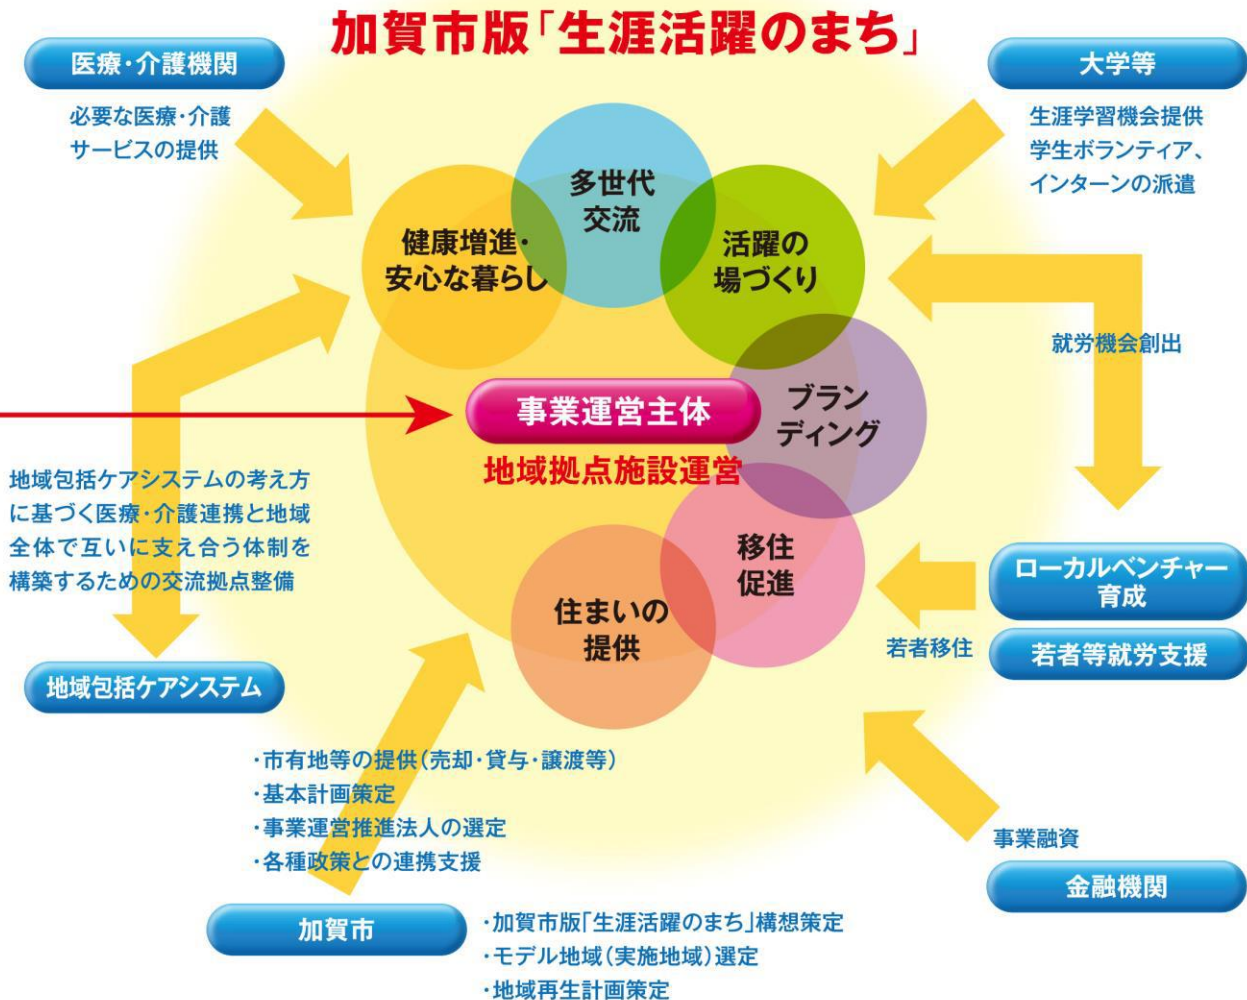 加賀市版「生涯活躍のまち」
医療・介護機関
必要な医療・介護
サービスの提供
大学等
生涯学習機会提供
学生ボランティア、
インターンの派遣
多世代
交流
健康増進・
安心な暮らし
活躍の
場づくり
就労機会創出
ブラン
ディング
事業運営主体
地域拠点施設運営
地域包括ケアシステムの考え方
に基づく医療・介護連携と地域
全体で互いに支え合う体制を
構築するための交流拠点整備
移住
促進
住まいの
提供
ローカルベンチャー
育成
若者移住
若者等就労支援
地域包括ケアシステム
・市有地等の提供(売却・貸与・譲渡等)
・基本計画策定
・事業運営推進法人の選定
・各種政策との連携支援
事業融資
金融機関
加賀市
・加賀市版「生涯活躍のまち」構想策定
・モデル地域(実施地域)選定
・地域再生計画策定